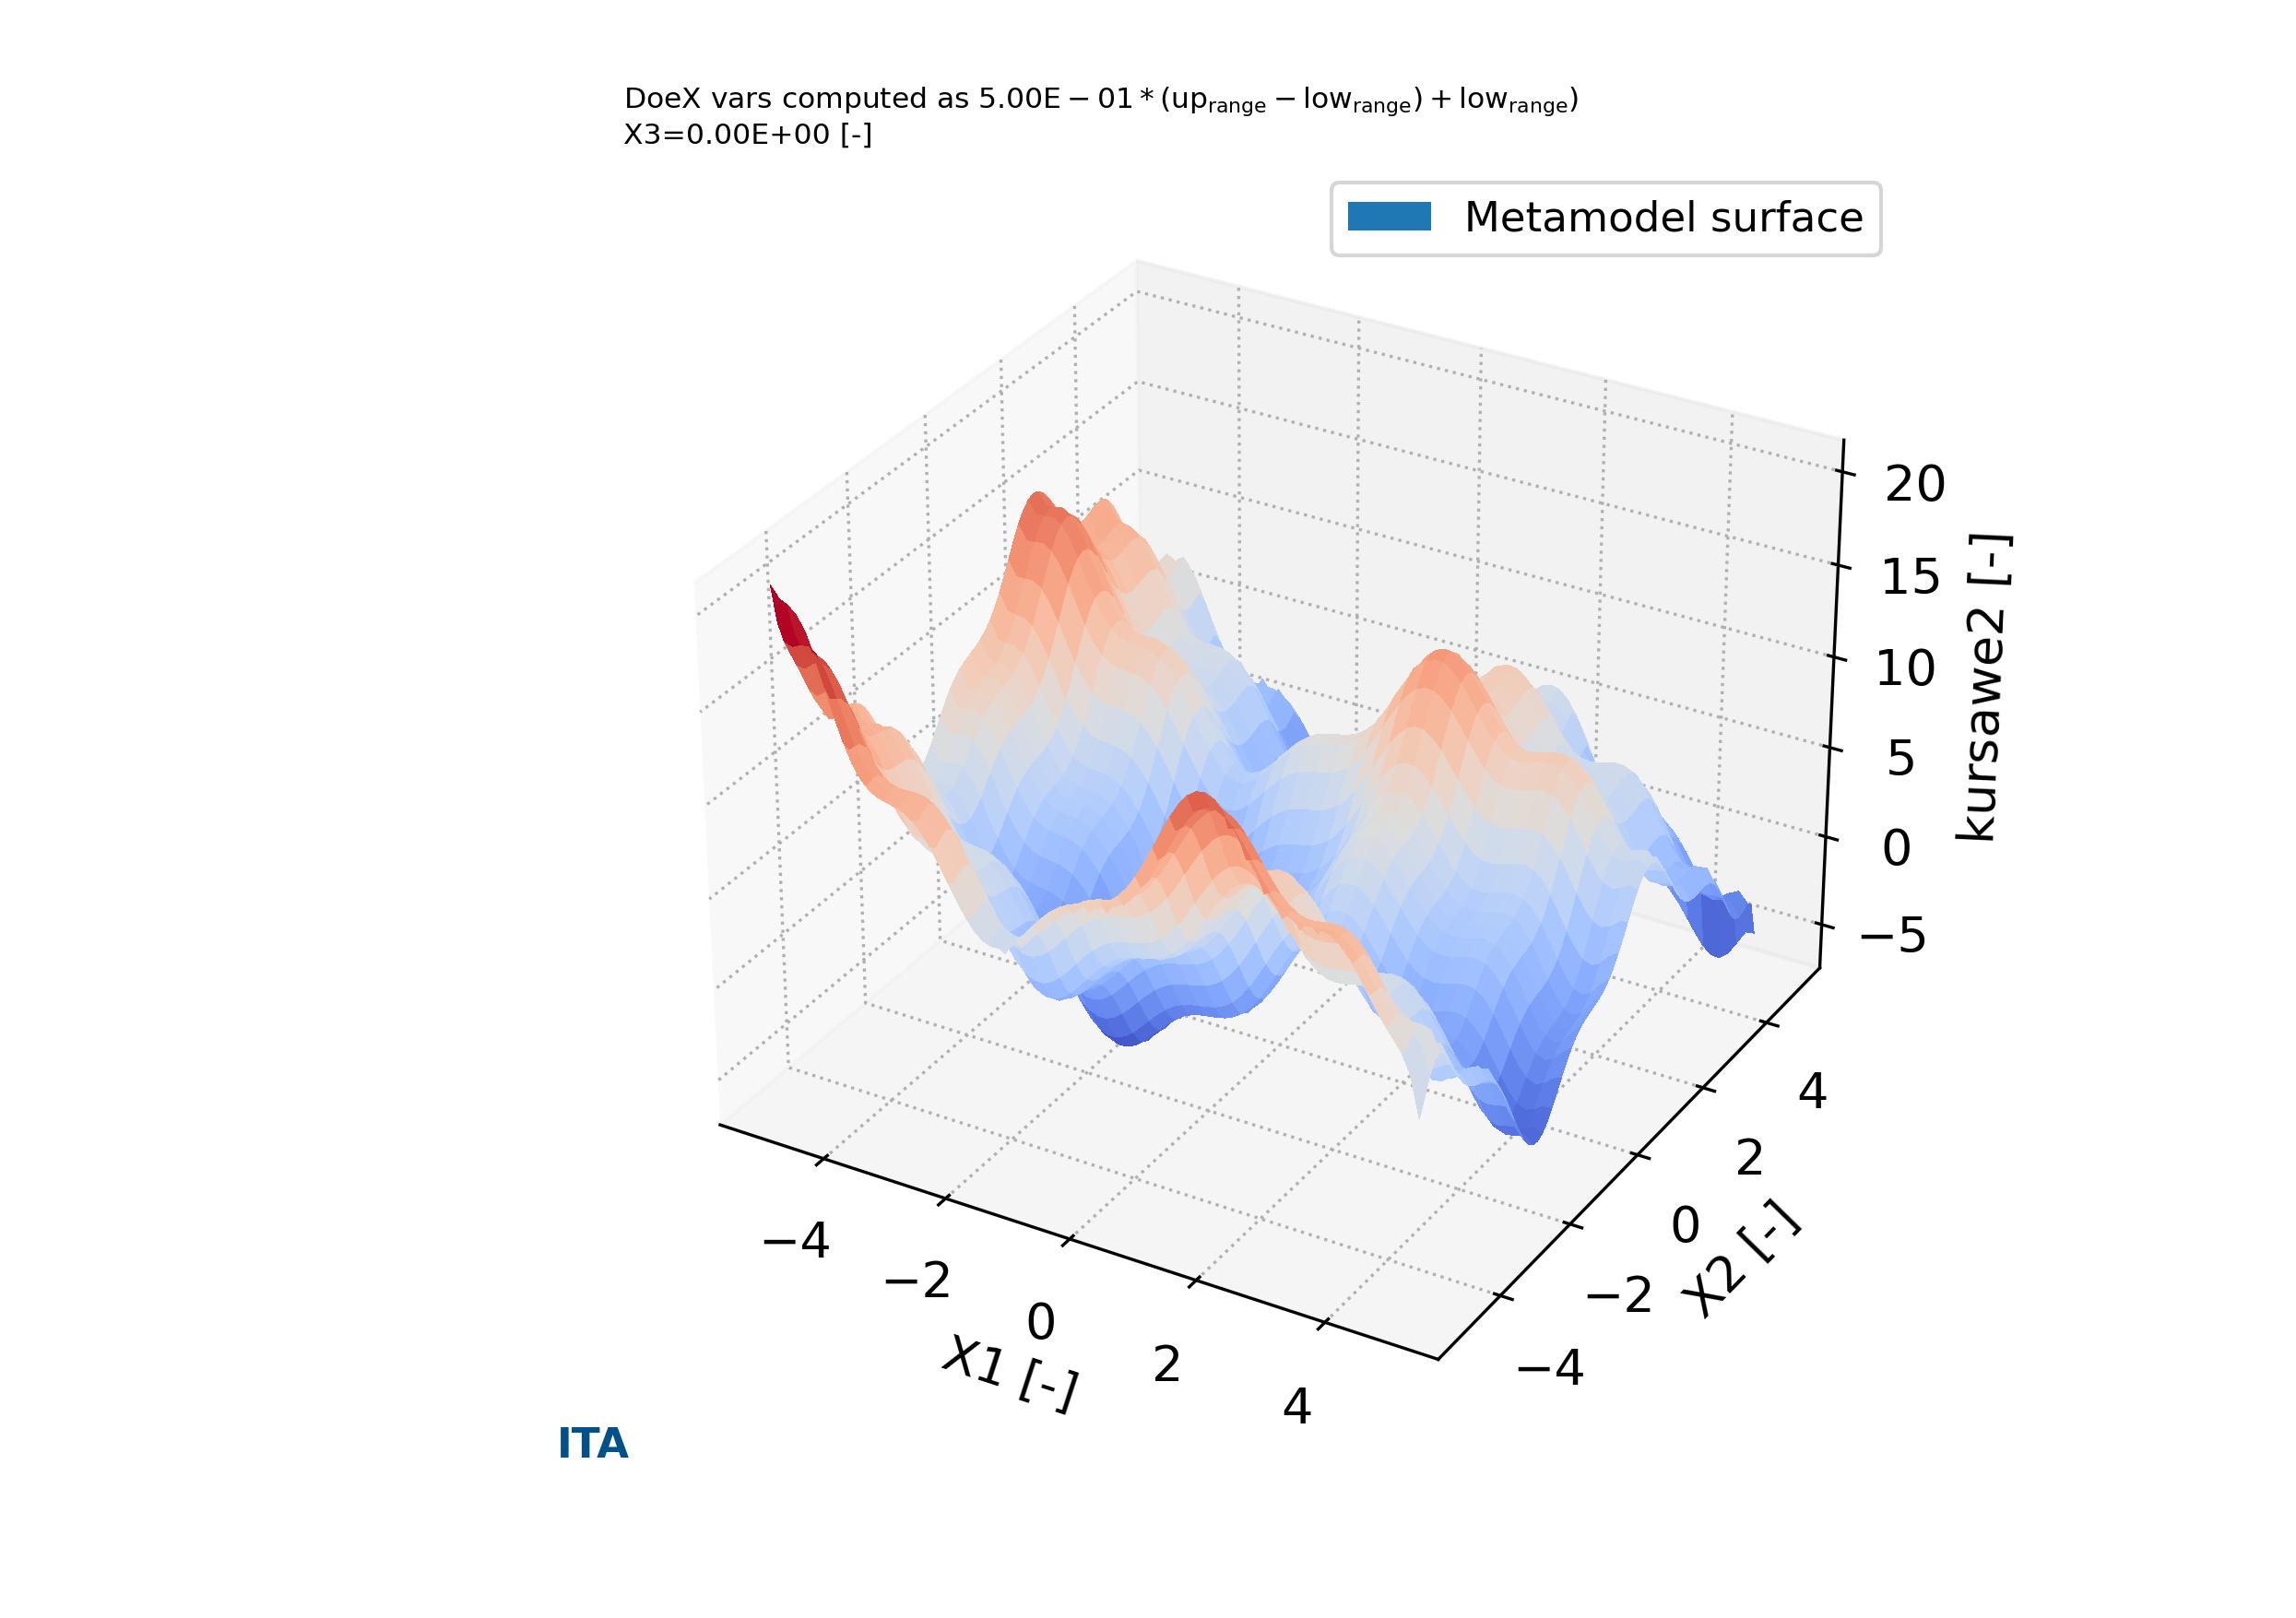 DoeX vars computed as 5.00E − 01 * (up_range − low_range) + low_range)
X3=0.00E+00 [-]
Metamodel surface
20
15
10
5
0
−5
kursawe2 [-]
−4
−2
0
2
4
X1 [-]
−4
−2
0
2
4
X2 [-]
ITA